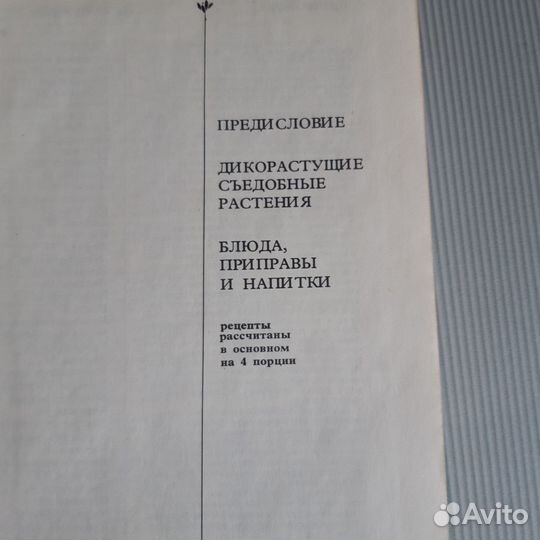 ПРЕДИСЛОВИЕ
ДИКОРАСТУЩИЕ
СЪЕДОБНЫЕ
РАСТЕНИЯ
БЛЮДА,
ПРИПРАВЫ
И НАПИТКИ
рецепты
рассчитаны
в основном
на 4 порции
Avito